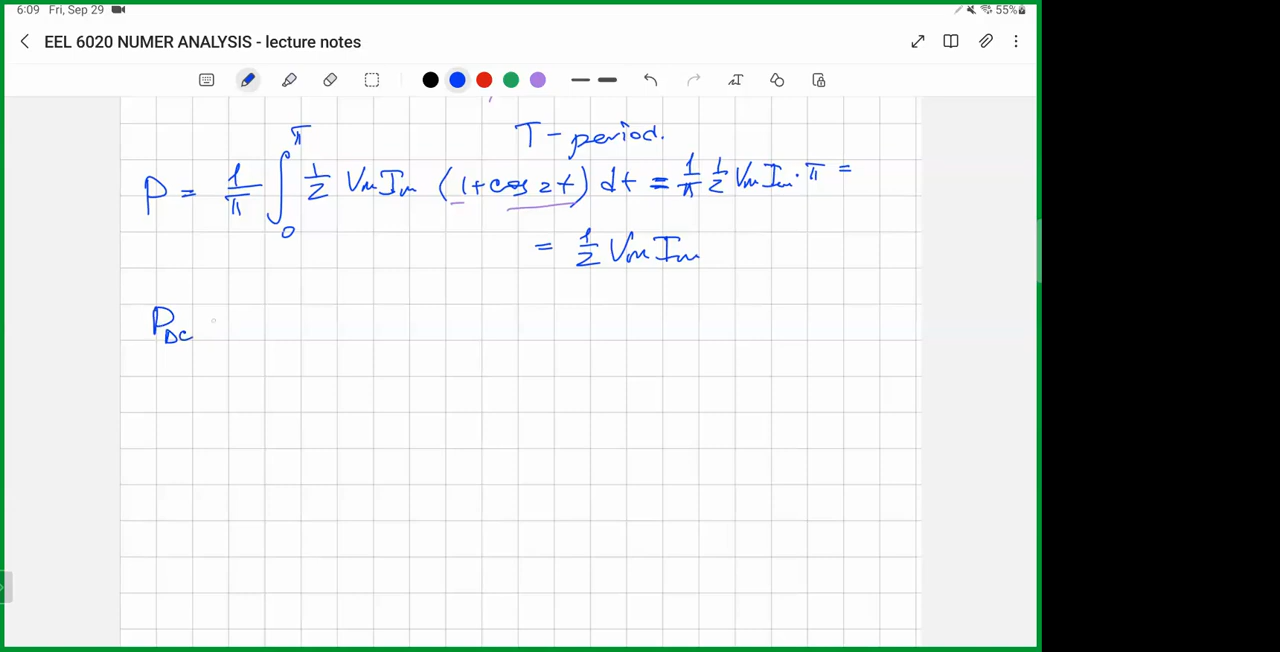 6:09 Fri, Sep 29 55%
EEL 6020 NUMER ANALYSIS - lecture notes
T - period.
P = 1/π ∫₀^π 1/2 VmIm (1 + cos 2t) dt = 1/π 1/2 VmIm · π =
= 1/2 VmIm
P_DC